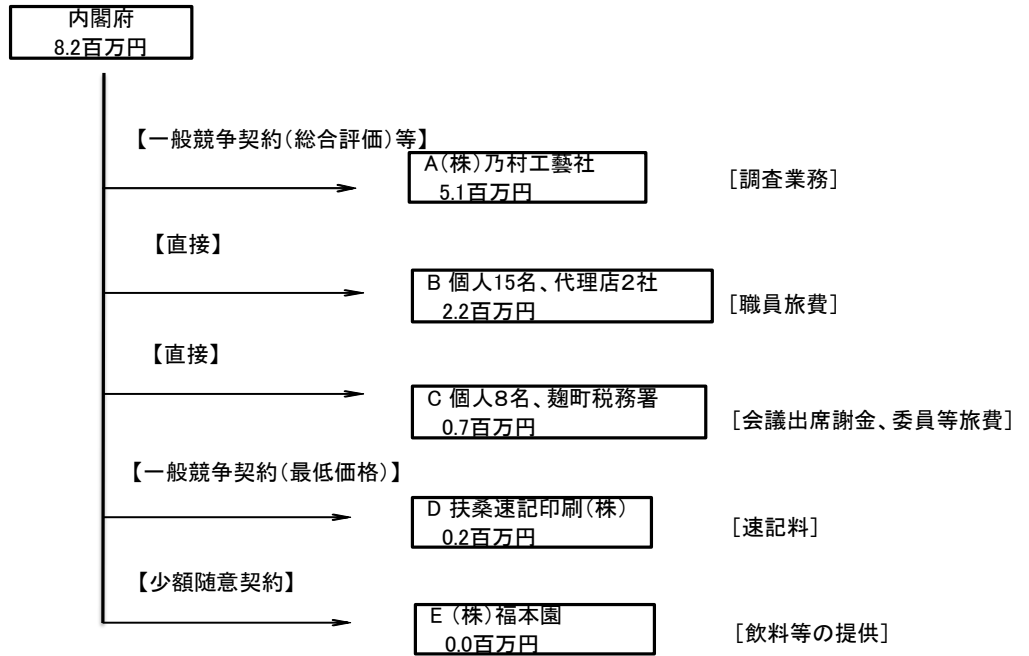 内閣府
8.2百万円
【一般競争契約(総合評価)等】
A(株)乃村工藝社
5.1百万円
［調査業務］
【直接】
B 個人15名、代理店2社
2.2百万円
［職員旅費］
【直接】
C 個人8名、麹町税務署
0.7百万円
［会議出席謝金、委員等旅費］
【一般競争契約(最低価格)】
D 扶桑速記印刷(株)
0.2百万円
［速記料］
【少額随意契約】
E (株)福本園
0.0百万円
［飲料等の提供］